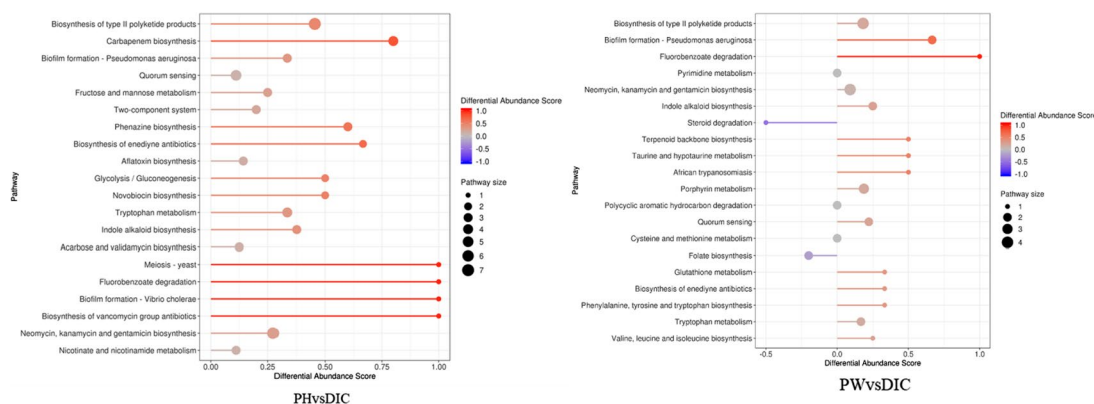 Biosynthesis of type II polyketide products
Carbapenem biosynthesis
Biofilm formation - Pseudomonas aeruginosa
Quorum sensing
Fructose and mannose metabolism
Two-component system
Phenazine biosynthesis
Biosynthesis of enediyne antibiotics
Aflatoxin biosynthesis
Glycolysis / Gluconeogenesis
Novobiocin biosynthesis
Tryptophan metabolism
Indole alkaloid biosynthesis
Acarbose and validamycin biosynthesis
Meiosis - yeast
Fluorobenzoate degradation
Biofilm formation - Vibrio cholerae
Biosynthesis of vancomycin group antibiotics
Neomycin, kanamycin and gentamicin biosynthesis
Nicotinate and nicotinamide metabolism
Pathway
0.00 0.25 0.50 0.75 1.00
Differential Abundance Score
PHvsDIC
Differential Abundance Score
1.0
0.5
0.0
-0.5
-1.0
Pathway size
1
2
3
4
5
6
7
Biosynthesis of type II polyketide products
Biofilm formation - Pseudomonas aeruginosa
Fluorobenzoate degradation
Pyrimidine metabolism
Neomycin, kanamycin and gentamicin biosynthesis
Indole alkaloid biosynthesis
Steroid degradation
Terpenoid backbone biosynthesis
Taurine and hypotaurine metabolism
African trypanosomiasis
Porphyrin metabolism
Polycyclic aromatic hydrocarbon degradation
Quorum sensing
Cysteine and methionine metabolism
Folate biosynthesis
Glutathione metabolism
Biosynthesis of enediyne antibiotics
Phenylalanine, tyrosine and tryptophan biosynthesis
Tryptophan metabolism
Valine, leucine and isoleucine biosynthesis
Pathway
-0.5 0.0 0.5 1.0
Differential Abundance Score
PWvsDIC
Differential Abundance Score
1.0
0.5
0.0
-0.5
-1.0
Pathway size
1
2
3
4